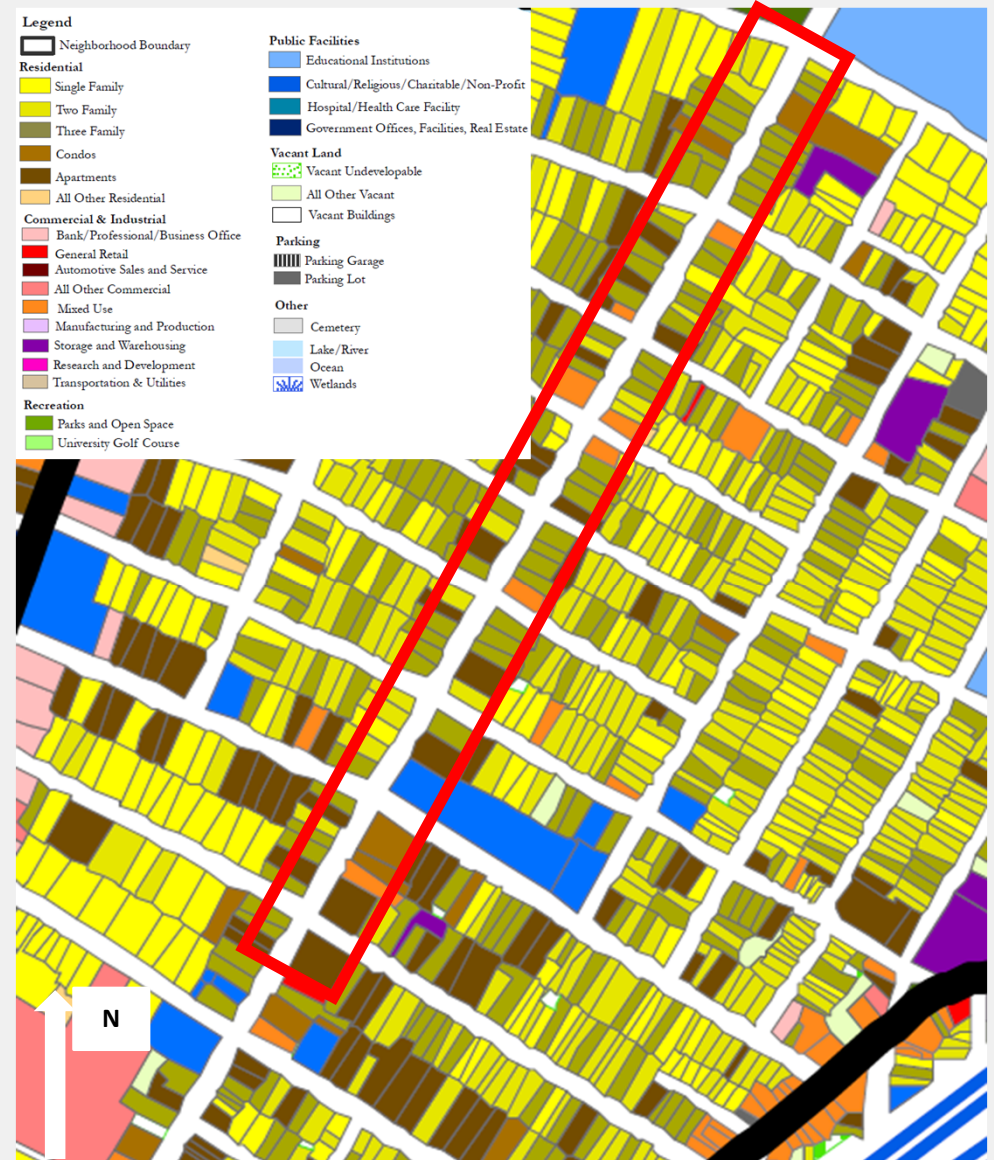 Legend
Neighborhood Boundary
Residential
Single Family
Two Family
Three Family
Condos
Apartments
All Other Residential
Commercial & Industrial
Bank/Professional/Business Office
General Retail
Automotive Sales and Service
All Other Commercial
Mixed Use
Manufacturing and Production
Storage and Warehousing
Research and Development
Transportation & Utilities
Recreation
Parks and Open Space
University Golf Course
Public Facilities
Educational Institutions
Cultural/Religious/Charitable/Non-Profit
Hospital/Health Care Facility
Government Offices, Facilities, Real Estate
Vacant Land
Vacant Undevelopable
All Other Vacant
Vacant Buildings
Parking
Parking Garage
Parking Lot
Other
Cemetery
Lake/River
Ocean
Wetlands
N